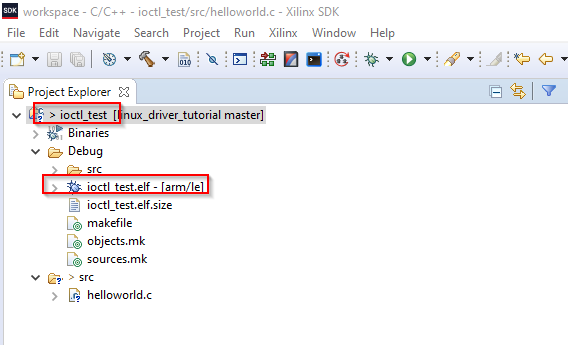 SDK workspace - C/C++ - ioctl_test/src/helloworld.c - Xilinx SDK
File Edit Navigate Search Project Run Xilinx Window Help
010
Project Explorer
> ioctl_test [linux_driver_tutorial master]
Binaries
Debug
src
ioctl_test.elf - [arm/le]
ioctl_test.elf.size
makefile
objects.mk
sources.mk
> src
helloworld.c